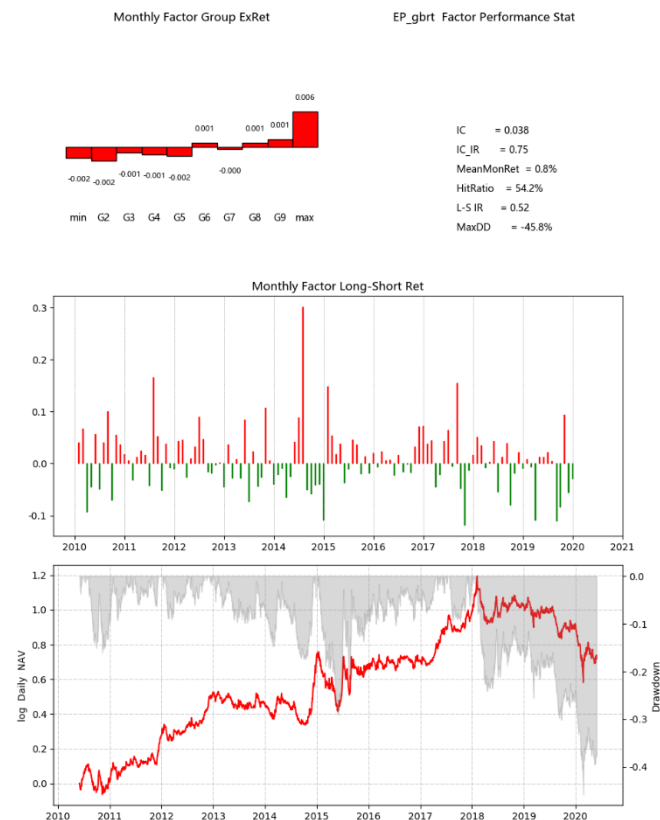 Monthly Factor Group ExRet
EP_gbrt Factor Performance Stat
0.006
0.001
0.001
0.001
-0.002
-0.002
-0.001
-0.001
-0.002
-0.000
min G2 G3 G4 G5 G6 G7 G8 G9 max
IC = 0.038
IC_IR = 0.75
MeanMonRet = 0.8%
HitRatio = 54.2%
L-S IR = 0.52
MaxDD = -45.8%
Monthly Factor Long-Short Ret
0.3
0.2
0.1
0.0
-0.1
2010 2011 2012 2013 2014 2015 2016 2017 2018 2019 2020 2021
log Daily NAV
1.2
1.0
0.8
0.6
0.4
0.2
0.0
0.0
-0.1
-0.2
-0.3
-0.4
Drawdown
2010 2011 2012 2013 2014 2015 2016 2017 2018 2019 2020